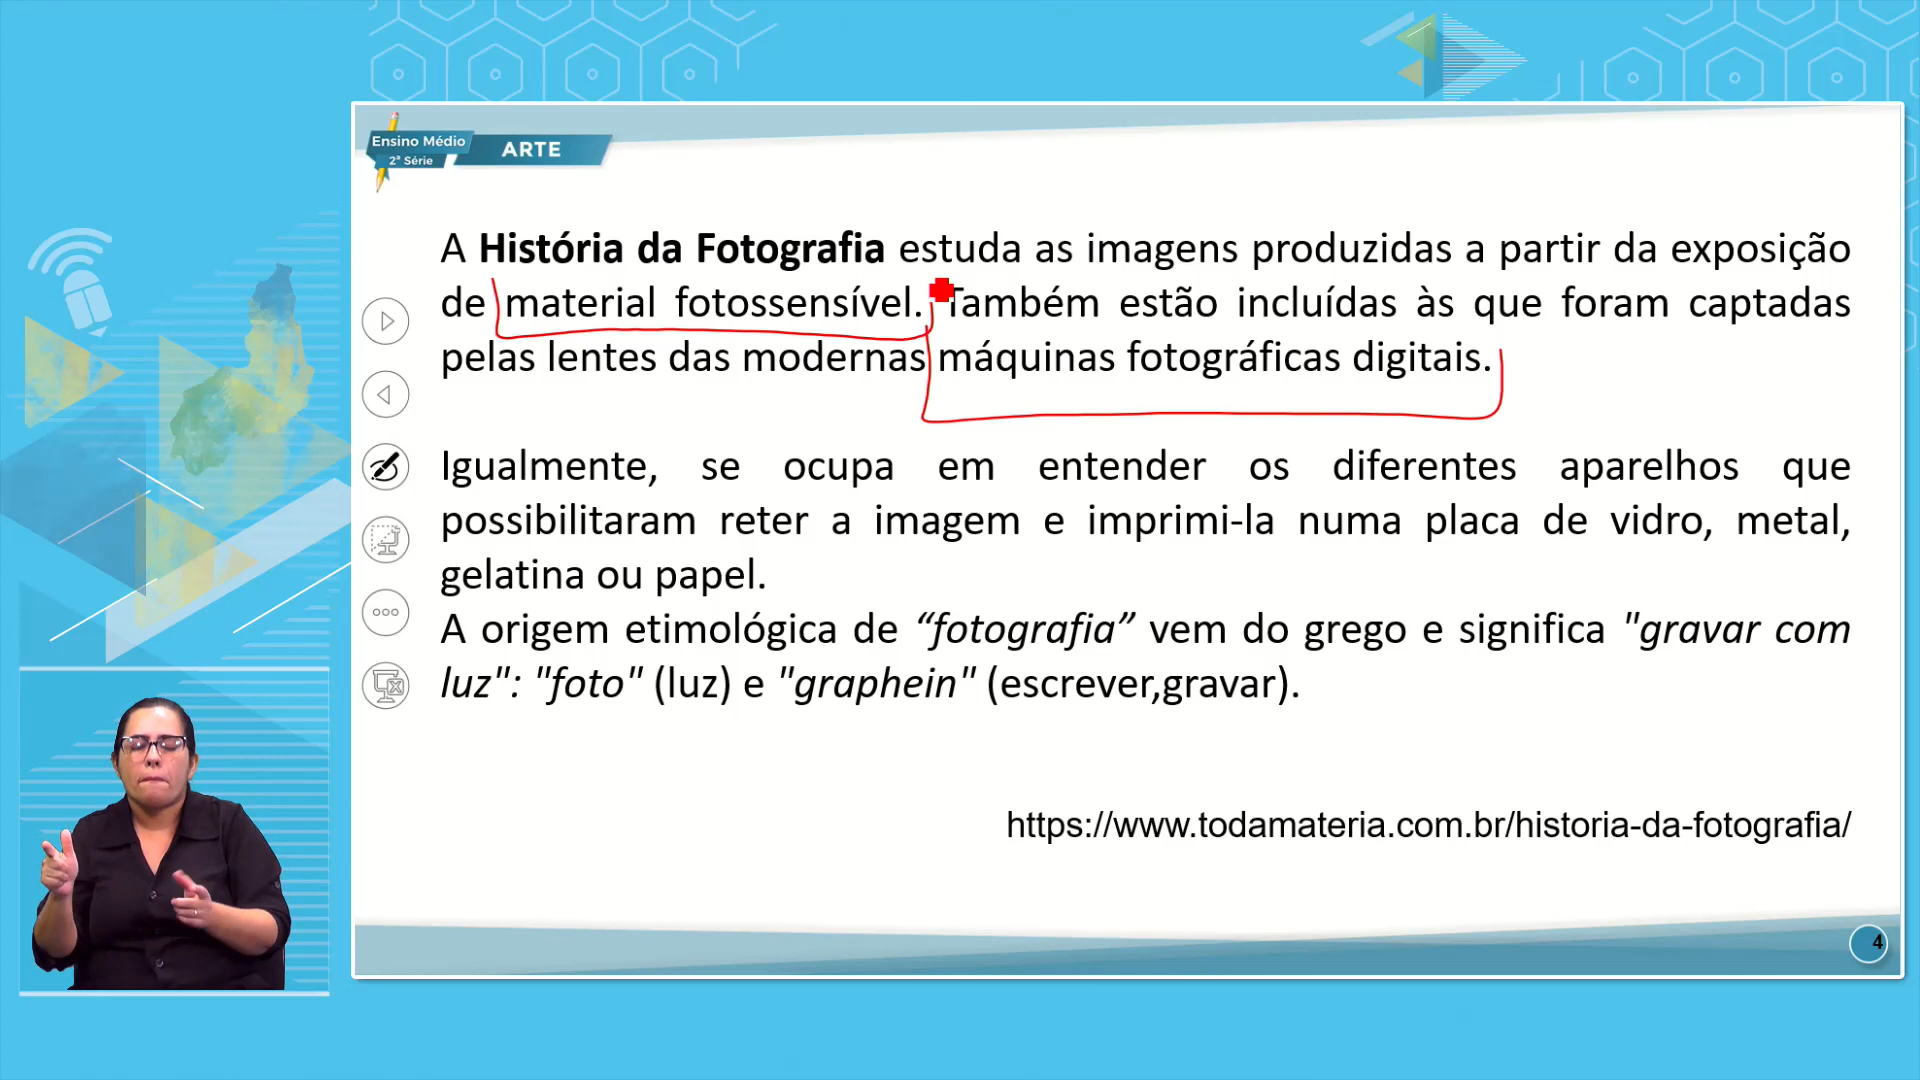 Ensino Médio
2ª Série
ARTE
A História da Fotografia estuda as imagens produzidas a partir da exposição
de material fotossensível. Também estão incluídas às que foram captadas
pelas lentes das modernas máquinas fotográficas digitais.
Igualmente, se ocupa em entender os diferentes aparelhos que
possibilitaram reter a imagem e imprimi-la numa placa de vidro, metal,
gelatina ou papel.
A origem etimológica de “fotografia” vem do grego e significa "gravar com
luz": "foto" (luz) e "graphein" (escrever,gravar).
https://www.todamateria.com.br/historia-da-fotografia/
4